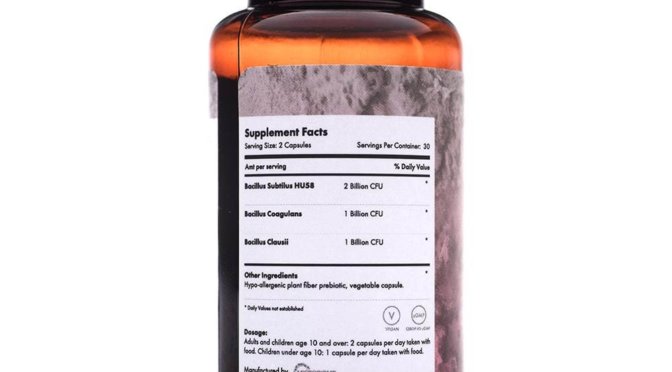 Supplement Facts
Serving Size: 2 Capsules Servings Per Container: 30
Amt per serving % Daily Value
Bacillus Subtilus HU58 2 Billion CFU *
Bacillus Coagulans 1 Billion CFU *
Bacillus Clausii 1 Billion CFU *
Other Ingredients *
Hypo-allergenic plant fiber prebiotic, vegetable capsule.
* Daily Values not established
V
VEGAN
cGMP
Dosage:
Adults and children age 10 and over: 2 capsules per day taken with
food. Children under age 10: 1 capsule per day taken with food.
Manufactured by